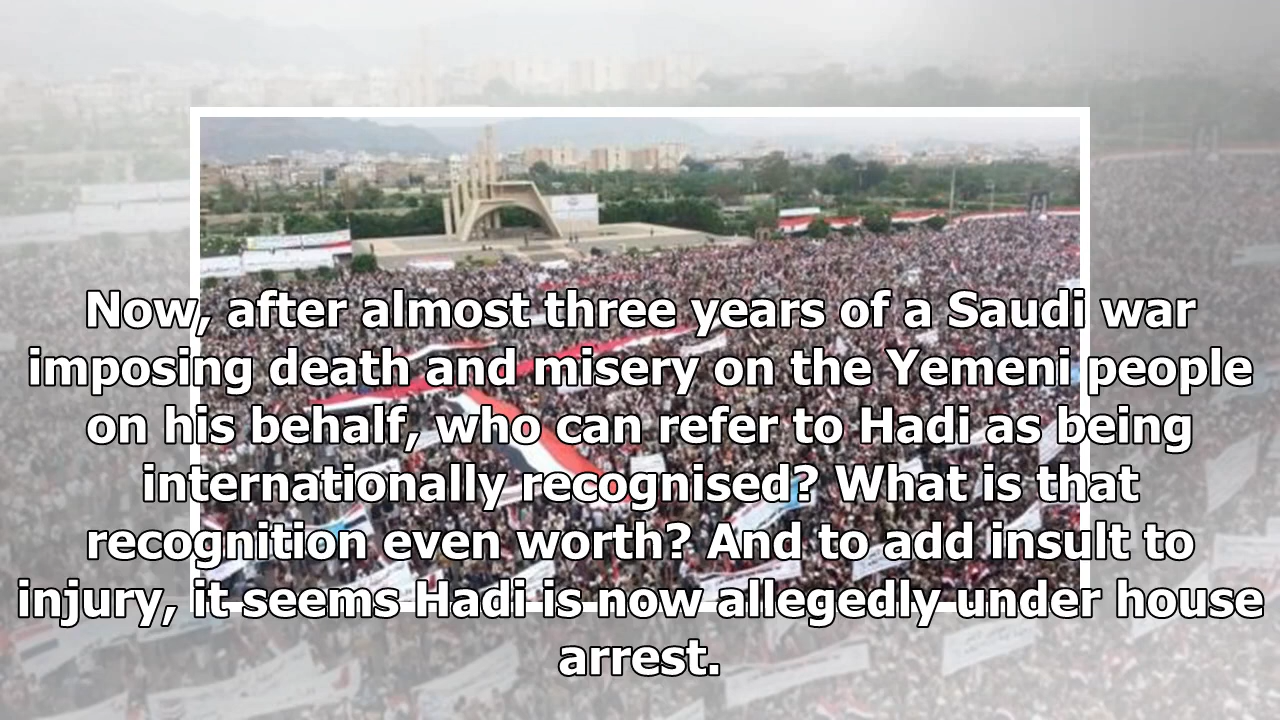 Now, after almost three years of a Saudi war
imposing death and misery on the Yemeni people
on his behalf, who can refer to Hadi as being
internationally recognised? What is that
recognition even worth? And to add insult to
injury, it seems Hadi is now allegedly under house
arrest.